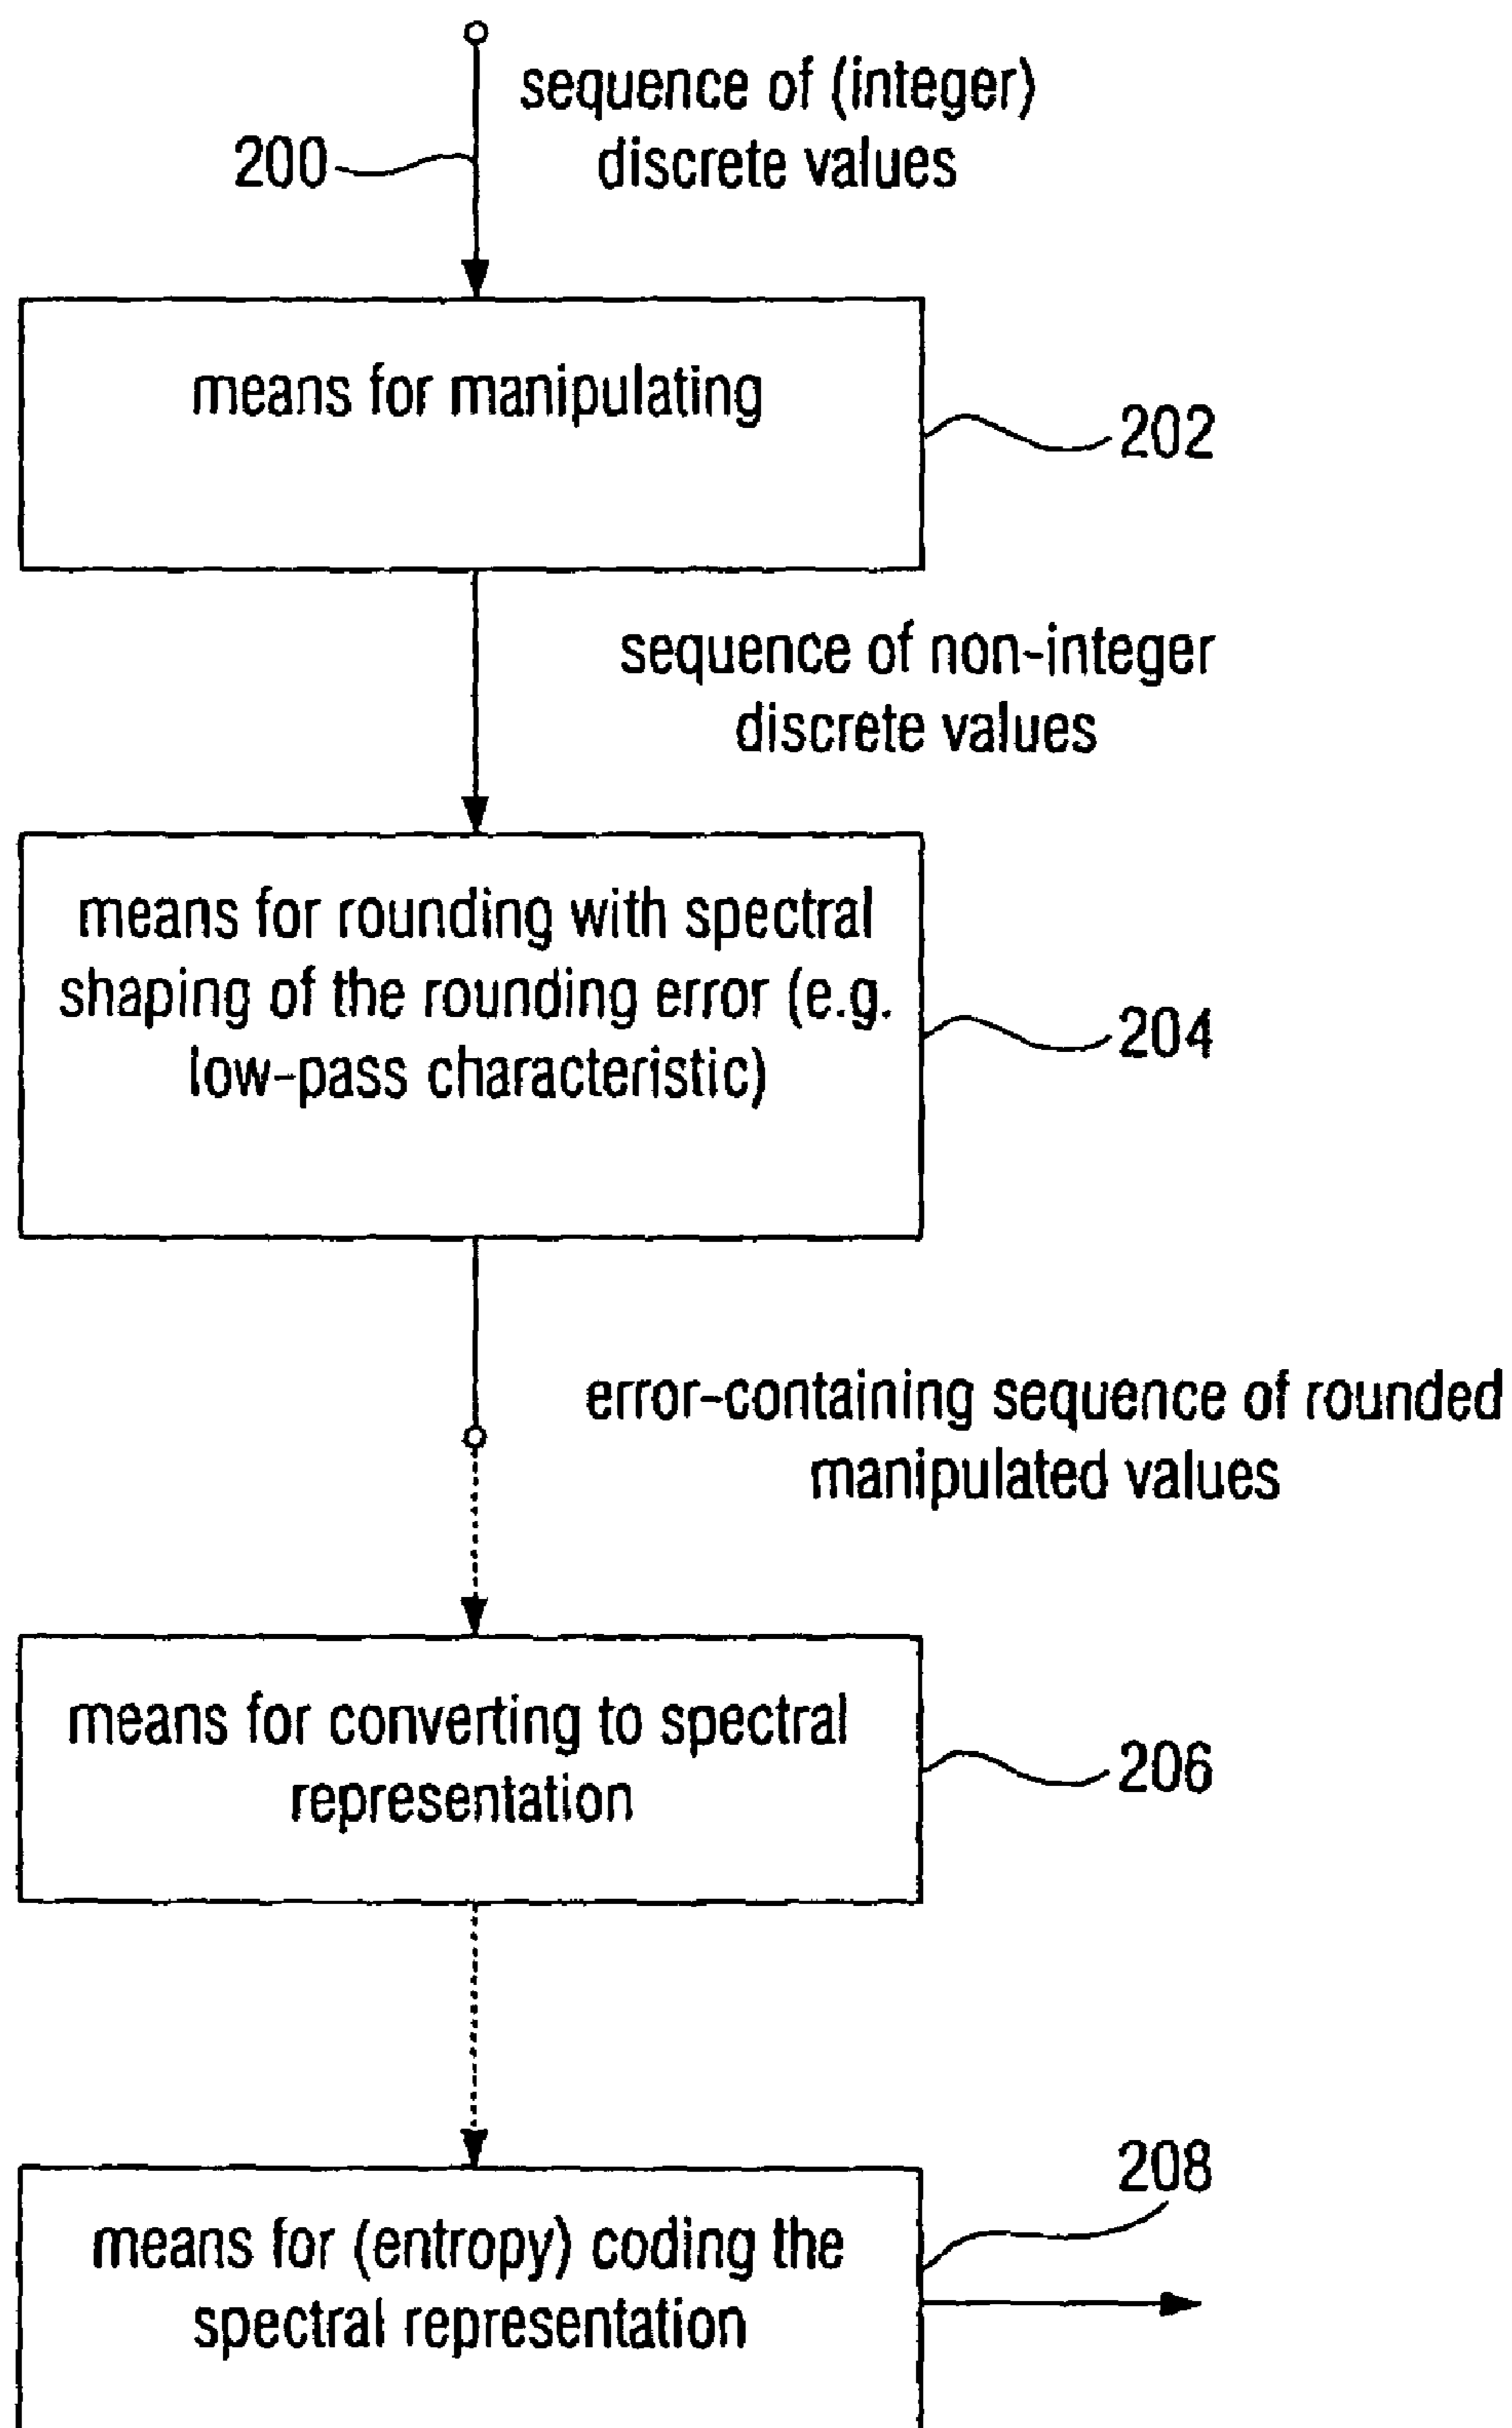 sequence of (integer)
discrete values
200
means for manipulating
202
sequence of non-integer
discrete values
means for rounding with spectral
shaping of the rounding error (e.g.
low-pass characteristic)
204
error-containing sequence of rounded
manipulated values
means for converting to spectral
representation
206
208
means for (entropy) coding the
spectral representation